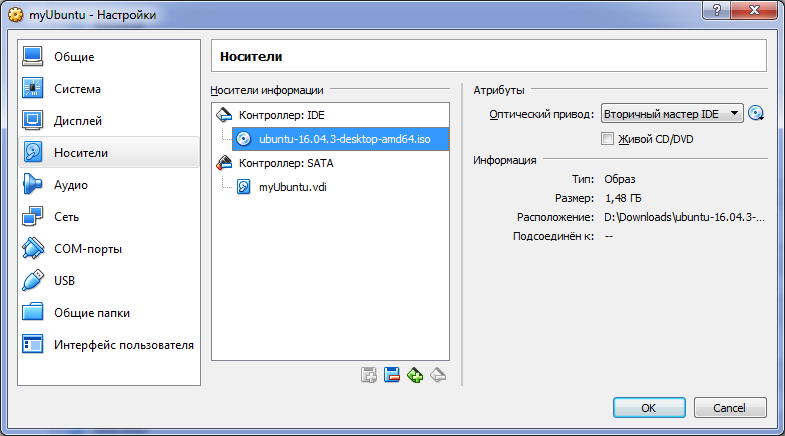 myUbuntu - Настройки
Общие
Система
Дисплей
Носители
Аудио
Сеть
COM-порты
USB
Общие папки
Интерфейс пользователя
Носители
Носители информации
Контроллер: IDE
ubuntu-16.04.3-desktop-amd64.iso
Контроллер: SATA
myUbuntu.vdi
Атрибуты
Оптический привод: Вторичный мастер IDE
Живой CD/DVD
Информация
Тип: Образ
Размер: 1,48 ГБ
Расположение: D:\Downloads\ubuntu-16.04.3-...
Подсоединён к: --
OK Cancel